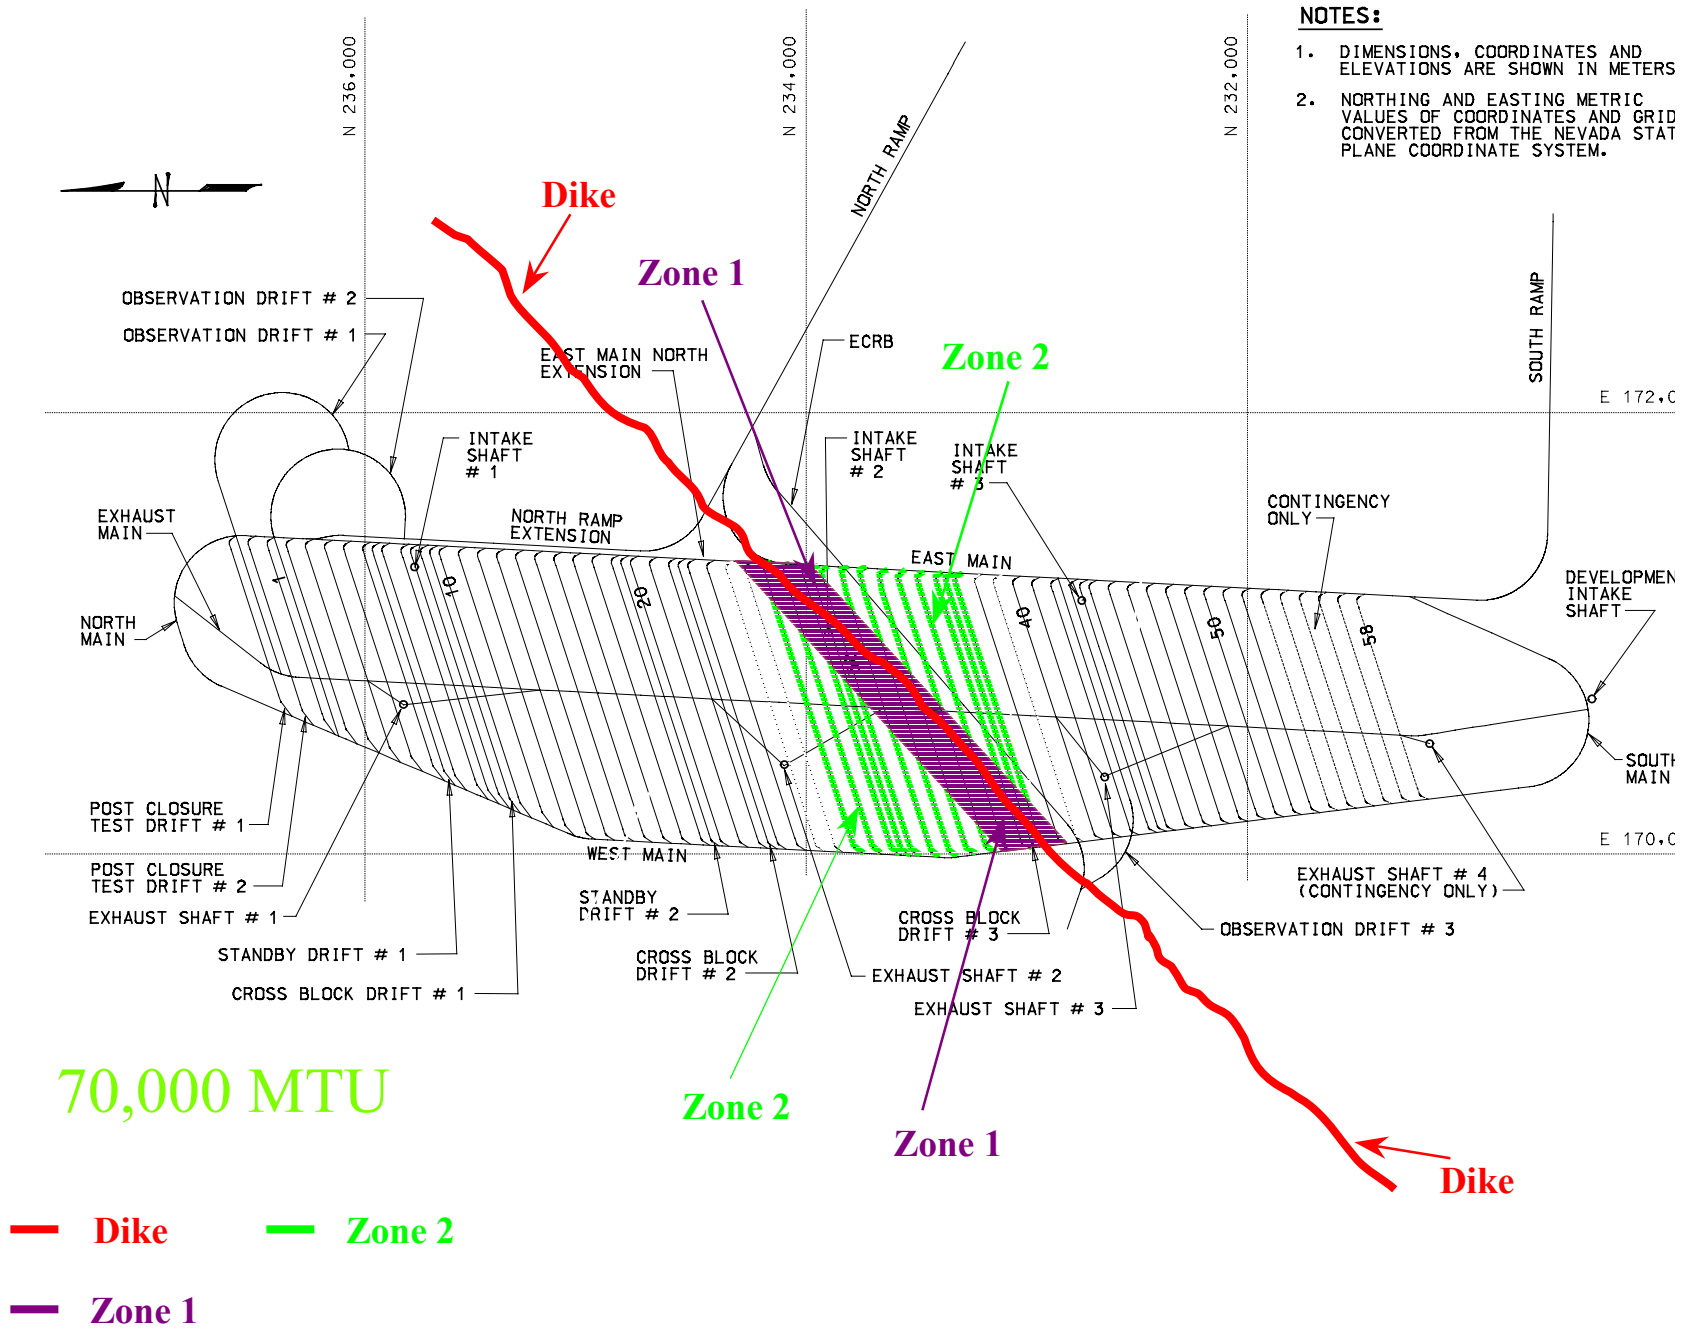 NOTES:
1. DIMENSIONS, COORDINATES AND
ELEVATIONS ARE SHOWN IN METERS
2. NORTHING AND EASTING METRIC
VALUES OF COORDINATES AND GRID
CONVERTED FROM THE NEVADA STAT
PLANE COORDINATE SYSTEM.
N 236,000
N 234,000
N 232,000
N
Dike
NORTH RAMP
Zone 1
OBSERVATION DRIFT # 2
OBSERVATION DRIFT # 1
EAST MAIN NORTH
EXTENSION
ECRB
Zone 2
SOUTH RAMP
E 172,0
INTAKE
SHAFT
# 1
INTAKE
SHAFT
# 2
INTAKE
SHAFT
# 3
CONTINGENCY
ONLY
EXHAUST
MAIN
NORTH RAMP
EXTENSION
EAST MAIN
1
10
20
40
50
58
DEVELOPMEN
INTAKE
SHAFT
NORTH
MAIN
SOUTH
MAIN
POST CLOSURE
TEST DRIFT # 1
WEST MAIN
E 170,0
POST CLOSURE
TEST DRIFT # 2
EXHAUST SHAFT # 4
(CONTINGENCY ONLY)
STANDBY
DRIFT # 2
EXHAUST SHAFT # 1
CROSS BLOCK
DRIFT # 3
OBSERVATION DRIFT # 3
STANDBY DRIFT # 1
CROSS BLOCK
DRIFT # 2
EXHAUST SHAFT # 2
CROSS BLOCK DRIFT # 1
EXHAUST SHAFT # 3
70,000 MTU
Zone 2
Zone 1
Dike
Dike
Zone 2
Zone 1